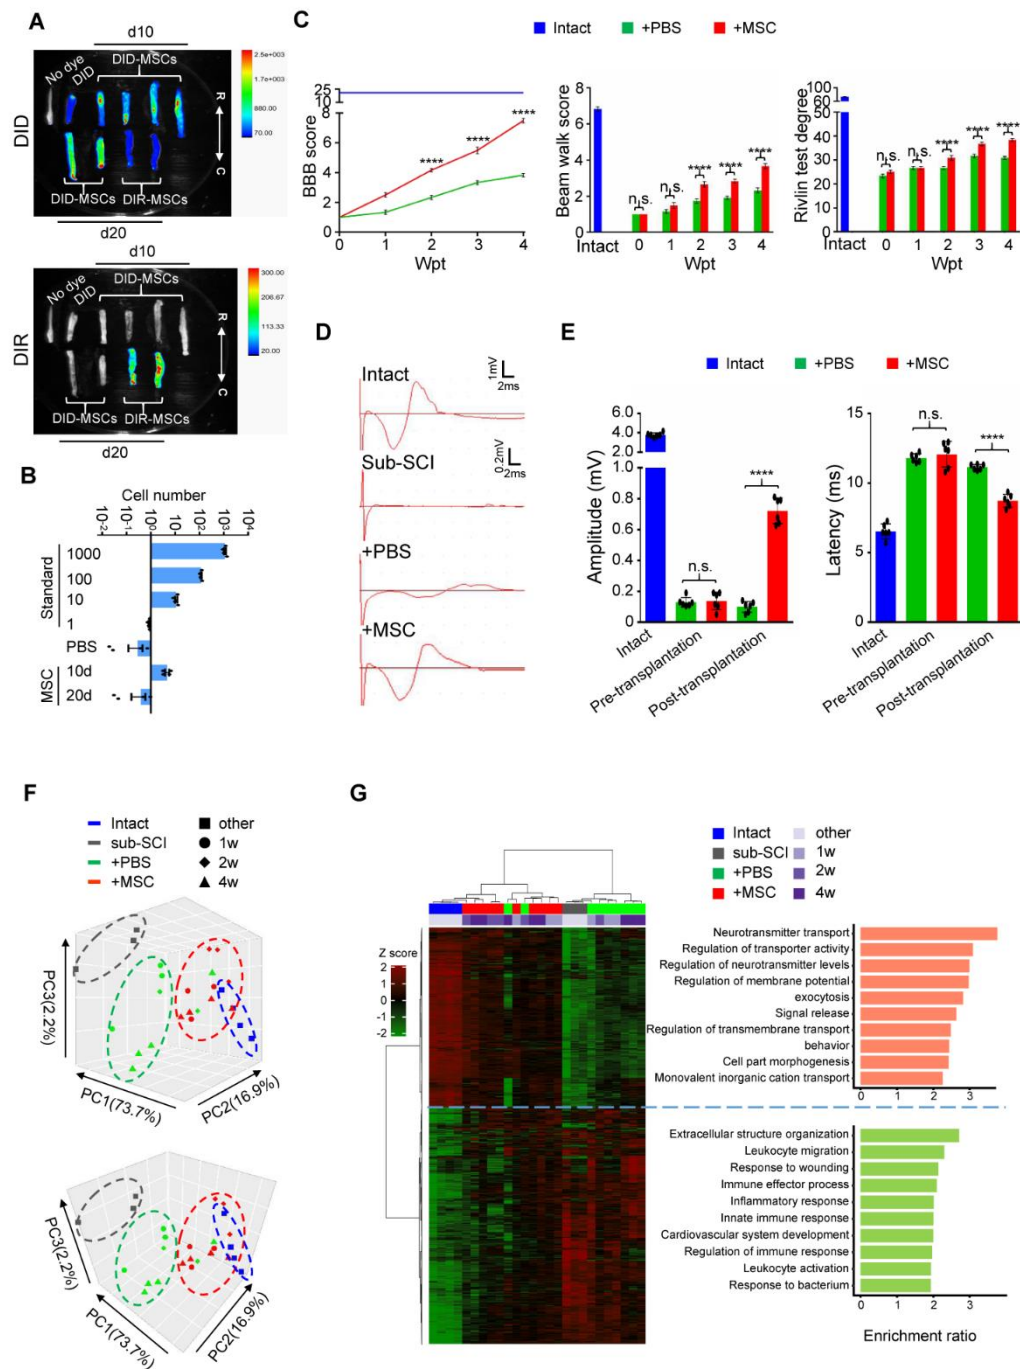 A
d10
No dye
DID
DID-MSCs
2.5e+003
1.7e+003
880.00
70.00
R
C
DID
DID-MSCs
DIR-MSCs
d20
d10
No dye
DID
DID-MSCs
300.00
206.67
113.33
20.00
R
C
DIR
DID-MSCs
DIR-MSCs
d20
B
Cell number
10⁻² 10⁻¹ 10⁰ 10¹ 10² 10³ 10⁴
Standard
1000
100
10
1
PBS
MSC
10d
20d
C
Intact +PBS +MSC
BBB score
25
10
8
6
4
2
0
****
****
****
0 1 2 3 4
Wpt
Beam walk score
8
6
4
2
0
n.s.
n.s.
****
****
****
Intact 0 1 2 3 4
Wpt
Rivlin test degree
100
60
50
40
30
20
10
0
n.s.
n.s.
****
****
****
Intact 0 1 2 3 4
Wpt
D
Intact
1mV
2ms
Sub-SCI
0.2mV
2ms
+PBS
+MSC
E
Intact +PBS +MSC
Amplitude (mV)
6.0
4.0
2.0
1.0
0.8
0.6
0.4
0.2
0
n.s.
****
Intact
Pre-transplantation
Post-transplantation
Latency (ms)
15
10
5
0
n.s.
****
Intact
Pre-transplantation
Post-transplantation
F
Intact other
sub-SCI 1w
+PBS 2w
+MSC 4w
PC3(2.2%)
PC1(73.7%)
PC2(16.9%)
PC3(2.2%)
PC1(73.7%)
PC2(16.9%)
G
Intact other
sub-SCI 1w
+PBS 2w
+MSC 4w
Z score
2
1
0
-1
-2
Neurotransmitter transport
Regulation of transporter activity
Regulation of neurotransmitter levels
Regulation of membrane potential
exocytosis
Signal release
Regulation of transmembrane transport
behavior
Cell part morphogenesis
Monovalent inorganic cation transport
0 1 2 3
Extracellular structure organization
Leukocyte migration
Response to wounding
Immune effector process
Inflammatory response
Innate immune response
Cardiovascular system development
Regulation of immune response
Leukocyte activation
Response to bacterium
0 1 2 3
Enrichment ratio